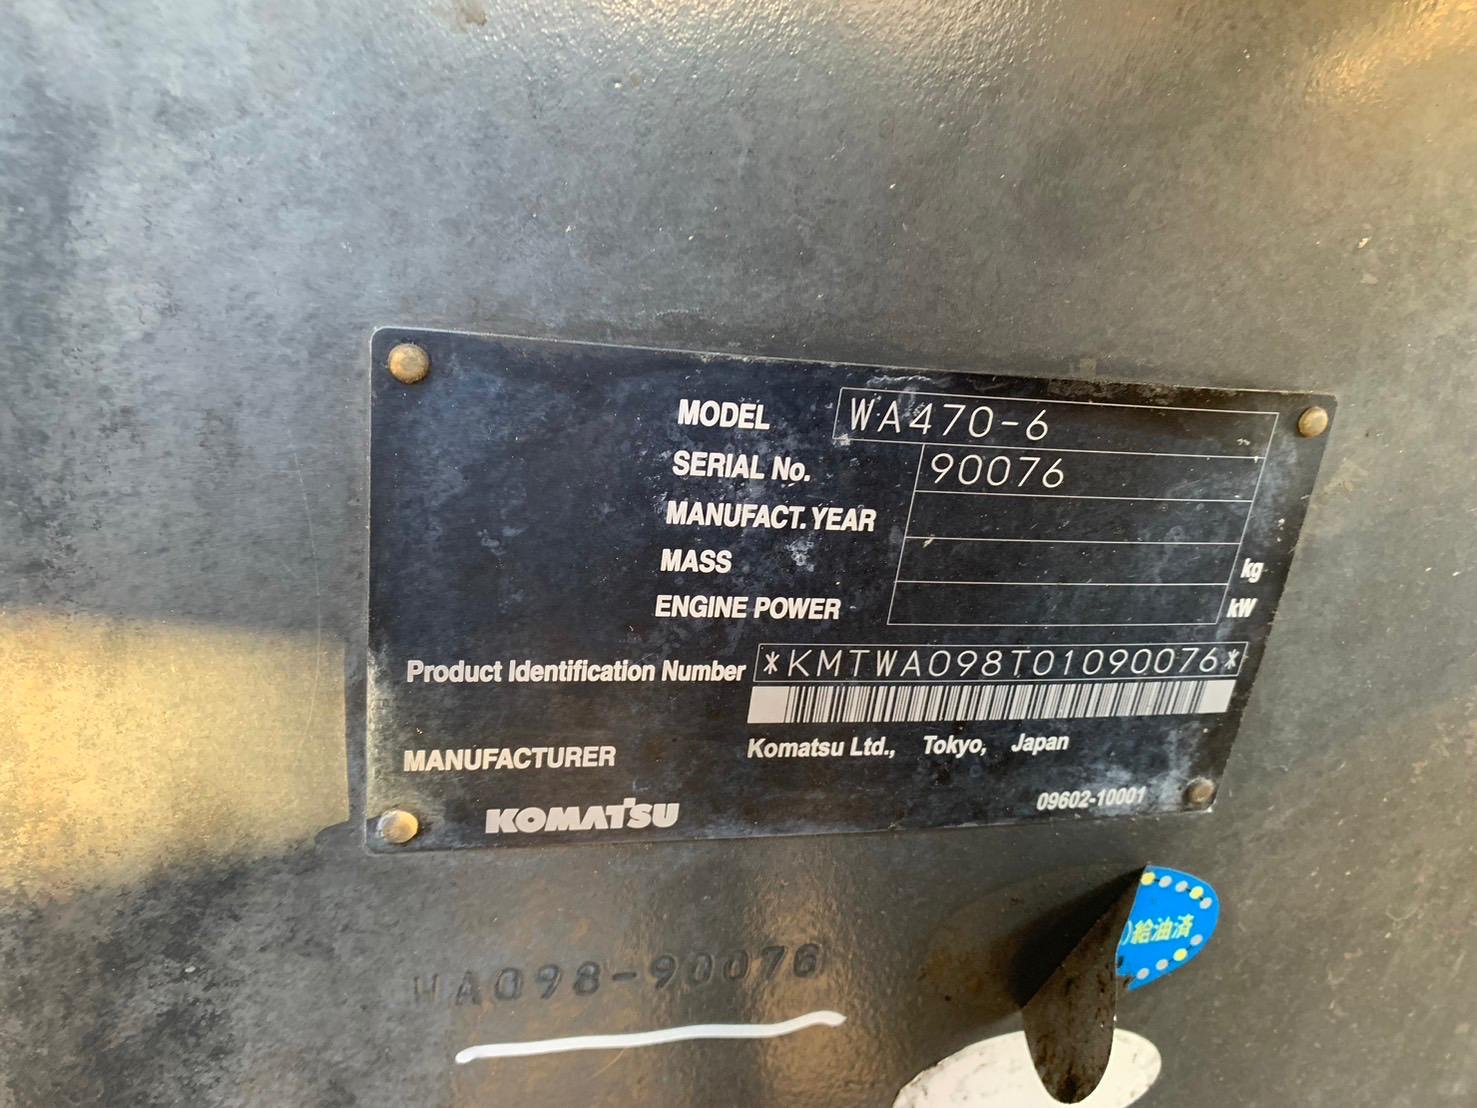 MODEL WA470-6
SERIAL No. 90076
MANUFACT. YEAR
MASS kg
ENGINE POWER kW
Product Identification Number *KMTWA098T01090076*
MANUFACTURER Komatsu Ltd., Tokyo, Japan
KOMATSU 09602-10001
WA098-90076
給油済